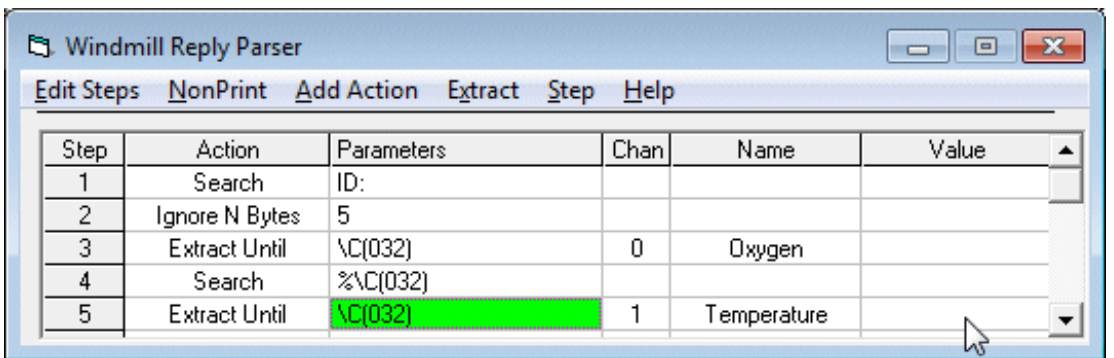 Windmill Reply Parser
Edit Steps NonPrint Add Action Extract Step Help
Step Action Parameters Chan Name Value
1 Search ID:
2 Ignore N Bytes 5
3 Extract Until \C(032) 0 Oxygen
4 Search %\C(032)
5 Extract Until \C(032) 1 Temperature